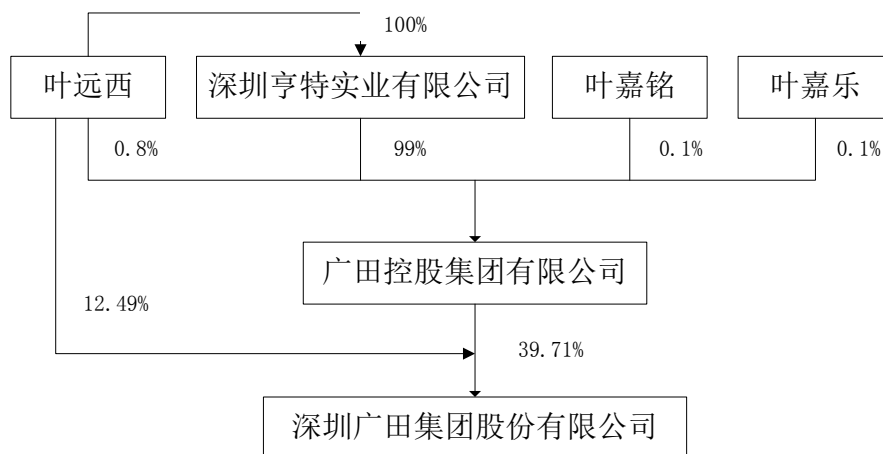 100%
叶远西
深圳亨特实业有限公司
叶嘉铭
叶嘉乐
0.8%
99%
0.1%
0.1%
广田控股集团有限公司
12.49%
39.71%
深圳广田集团股份有限公司